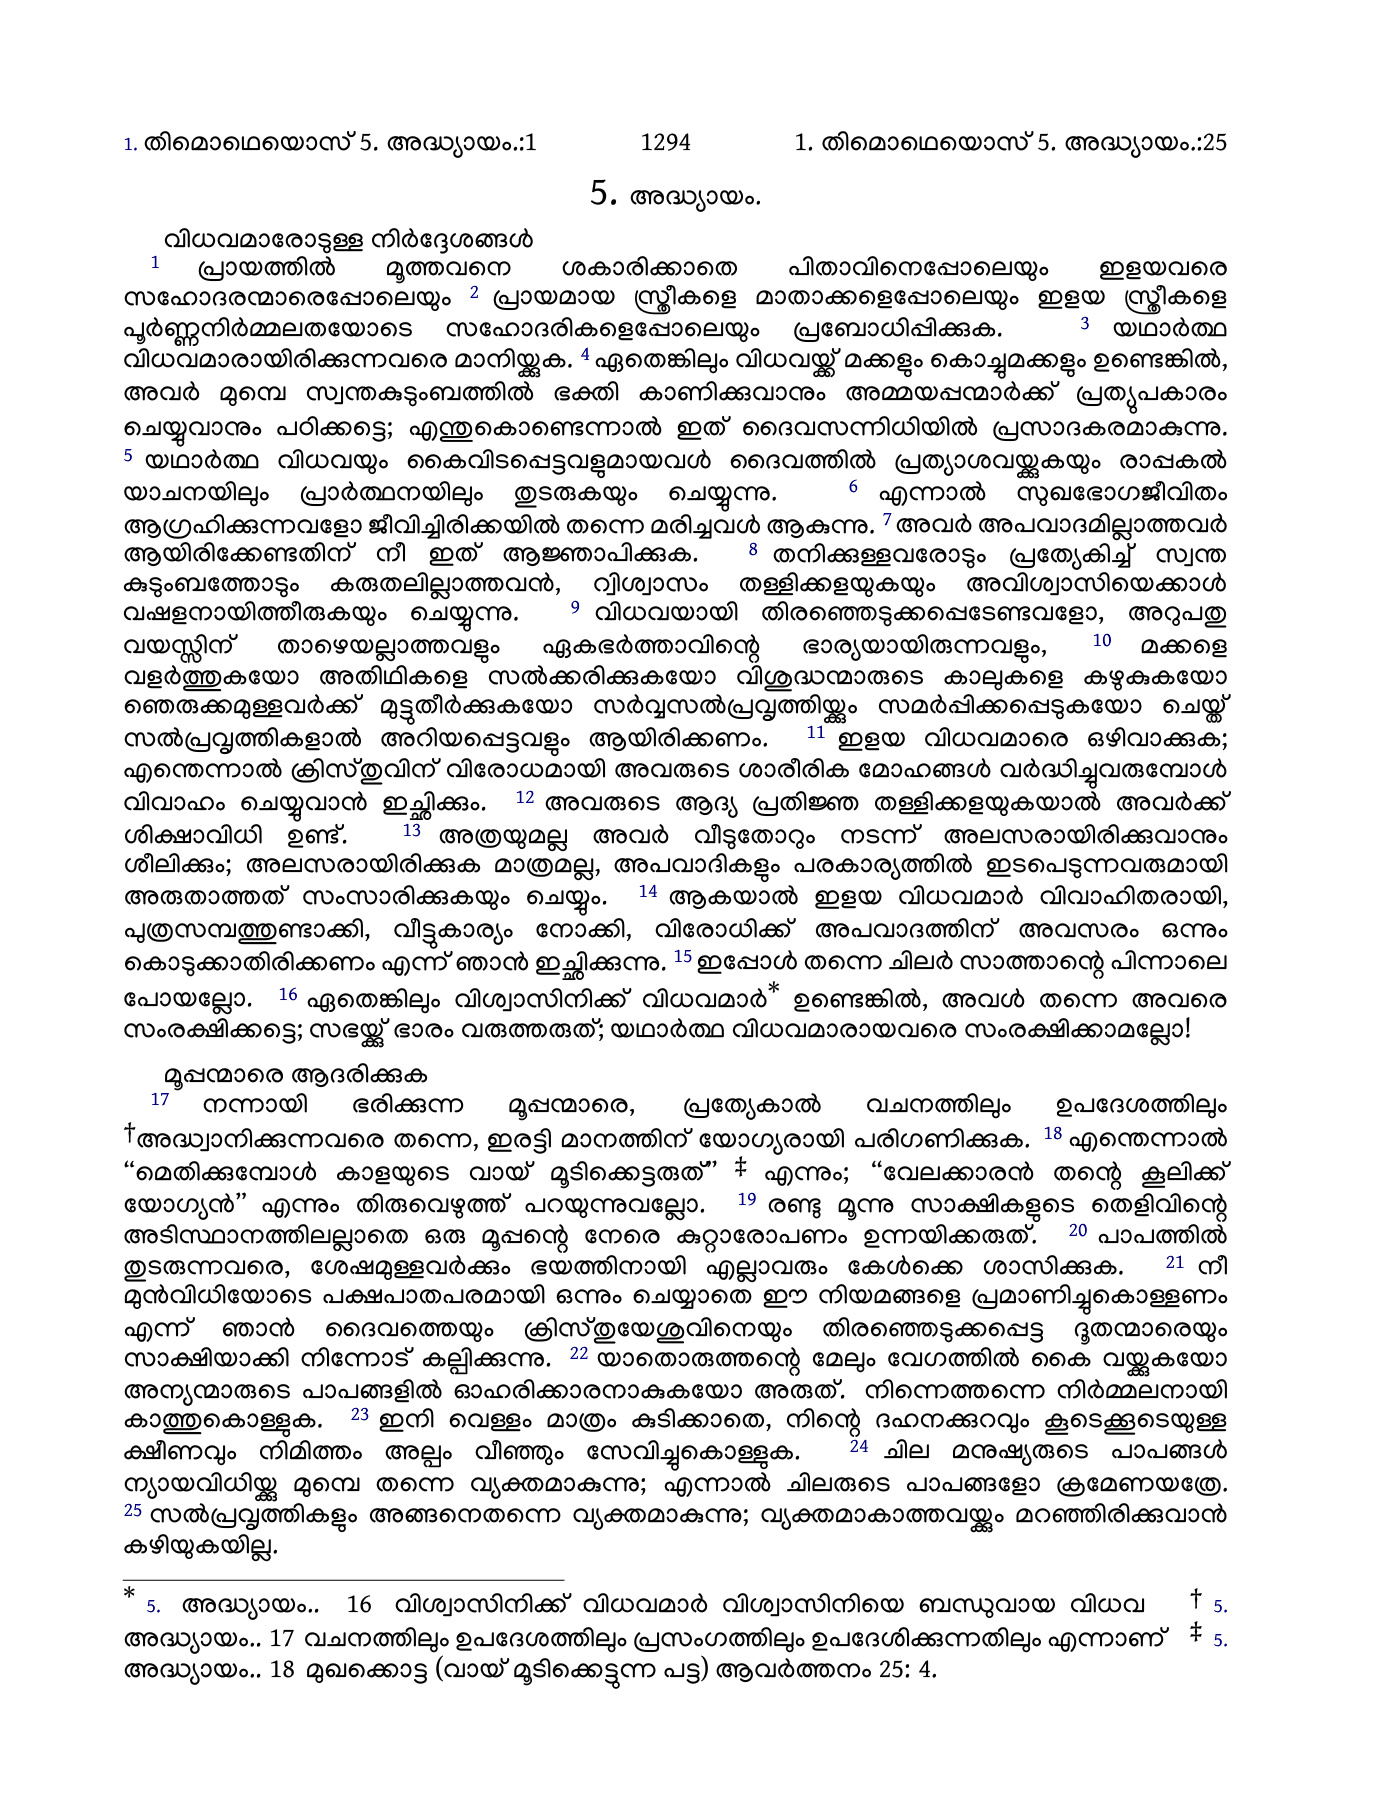 1. തിമൊഥെയൊസ് 5. അദ്ധ്യായം.:1 1294 1. തിമൊഥെയൊസ് 5. അദ്ധ്യായം.:25
5. അദ്ധ്യായം.
വിധവമാരോടുള്ള നിർദ്ദേശങ്ങൾ
1 പ്രായത്തിൽ മൂത്തവനെ ശകാരിക്കാതെ പിതാവിനെപ്പോലെയും ഇളയവരെ
സഹോദരന്മാരെപ്പോലെയും 2 പ്രായമായ സ്ത്രീകളെ മാതാക്കളെപ്പോലെയും ഇളയ സ്ത്രീകളെ
പൂർണ്ണനിർമ്മലതയോടെ സഹോദരികളെപ്പോലെയും പ്രബോധിപ്പിക്കുക. 3 യഥാർത്ഥ
വിധവമാരായിരിക്കുന്നവരെ മാനിയ്ക്കുക. 4 ഏതെങ്കിലും വിധവയ്ക്ക് മക്കളും കൊച്ചുമക്കളും ഉണ്ടെങ്കിൽ,
അവർ മുമ്പെ സ്വന്തകുടുംബത്തിൽ ഭക്തി കാണിക്കുവാനും അമ്മയപ്പന്മാർക്ക് പ്രത്യുപകാരം
ചെയ്യുവാനും പഠിക്കട്ടെ; എന്തുകൊണ്ടെന്നാൽ ഇത് ദൈവസന്നിധിയിൽ പ്രസാദകരമാകുന്നു.
5 യഥാർത്ഥ വിധവയും കൈവിടപ്പെട്ടവളുമായവൾ ദൈവത്തിൽ പ്രത്യാശവയ്ക്കുകയും രാപ്പകൽ
യാചനയിലും പ്രാർത്ഥനയിലും തുടരുകയും ചെയ്യുന്നു. 6 എന്നാൽ സുഖഭോഗജീവിതം
ആഗ്രഹിക്കുന്നവളോ ജീവിച്ചിരിക്കയിൽ തന്നെ മരിച്ചവൾ ആകുന്നു. 7 അവർ അപവാദമില്ലാത്തവർ
ആയിരിക്കേണ്ടതിന് നീ ഇത് ആജ്ഞാപിക്കുക. 8 തനിക്കുള്ളവരോടും പ്രത്യേകിച്ച് സ്വന്ത
കുടുംബത്തോടും കരുതലില്ലാത്തവൻ, വിശ്വാസം തള്ളിക്കളയുകയും അവിശ്വാസിയെക്കാൾ
വഷളനായിത്തീരുകയും ചെയ്യുന്നു. 9 വിധവയായി തിരഞ്ഞെടുക്കപ്പെടേണ്ടവളോ, അറുപതു
വയസ്സിന് താഴെയല്ലാത്തവളും ഏകഭർത്താവിന്റെ ഭാര്യയായിരുന്നവളും, 10 മക്കളെ
വളർത്തുകയോ അതിഥികളെ സൽക്കരിക്കുകയോ വിശുദ്ധന്മാരുടെ കാലുകളെ കഴുകുകയോ
ഞെരുക്കമുള്ളവർക്ക് മുട്ടുതീർക്കുകയോ സർവ്വസൽപ്രവൃത്തിയ്ക്കും സമർപ്പിക്കപ്പെടുകയോ ചെയ്ത്
സൽപ്രവൃത്തികളാൽ അറിയപ്പെട്ടവളും ആയിരിക്കണം. 11 ഇളയ വിധവമാരെ ഒഴിവാക്കുക;
എന്തെന്നാൽ ക്രിസ്തുവിന് വിരോധമായി അവരുടെ ശാരീരിക മോഹങ്ങൾ വർദ്ധിച്ചുവരുമ്പോൾ
വിവാഹം ചെയ്യുവാൻ ഇച്ഛിക്കും. 12 അവരുടെ ആദ്യ പ്രതിജ്ഞ തള്ളിക്കളയുകയാൽ അവർക്ക്
ശിക്ഷാവിധി ഉണ്ട്. 13 അത്രയുമല്ല അവർ വീടുതോറും നടന്ന് അലസരായിരിക്കുവാനും
ശീലിക്കും; അലസരായിരിക്കുക മാത്രമല്ല, അപവാദികളും പരകാര്യത്തിൽ ഇടപെടുന്നവരുമായി
അരുതാത്തത് സംസാരിക്കുകയും ചെയ്യും. 14 ആകയാൽ ഇളയ വിധവമാർ വിവാഹിതരായി,
പുത്രസമ്പത്തുണ്ടാക്കി, വീട്ടുകാര്യം നോക്കി, വിരോധിക്ക് അപവാദത്തിന് അവസരം ഒന്നും
കൊടുക്കാതിരിക്കണം എന്ന് ഞാൻ ഇച്ഛിക്കുന്നു. 15 ഇപ്പോൾ തന്നെ ചിലർ സാത്താന്റെ പിന്നാലെ
പോയല്ലോ. 16 ഏതെങ്കിലും വിശ്വാസിനിക്ക് വിധവമാർ* ഉണ്ടെങ്കിൽ, അവൾ തന്നെ അവരെ
സംരക്ഷിക്കട്ടെ; സഭയ്ക്ക് ഭാരം വരുത്തരുത്; യഥാർത്ഥ വിധവമാരായവരെ സംരക്ഷിക്കാമല്ലോ!
മൂപ്പന്മാരെ ആദരിക്കുക
17 നന്നായി ഭരിക്കുന്ന മൂപ്പന്മാരെ, പ്രത്യേകാൽ വചനത്തിലും ഉപദേശത്തിലും
†അദ്ധ്വാനിക്കുന്നവരെ തന്നെ, ഇരട്ടി മാനത്തിന് യോഗ്യരായി പരിഗണിക്കുക. 18 എന്തെന്നാൽ
“മെതിക്കുമ്പോൾ കാളയുടെ വായ് മൂടിക്കെട്ടരുത്” ‡ എന്നും; “വേലക്കാരൻ തന്റെ കൂലിക്ക്
യോഗ്യൻ” എന്നും തിരുവെഴുത്ത് പറയുന്നുവല്ലോ. 19 രണ്ടു മൂന്നു സാക്ഷികളുടെ തെളിവിന്റെ
അടിസ്ഥാനത്തിലല്ലാതെ ഒരു മൂപ്പന്റെ നേരെ കുറ്റാരോപണം ഉന്നയിക്കരുത്. 20 പാപത്തിൽ
തുടരുന്നവരെ, ശേഷമുള്ളവർക്കും ഭയത്തിനായി എല്ലാവരും കേൾക്കെ ശാസിക്കുക. 21 നീ
മുൻവിധിയോടെ പക്ഷപാതപരമായി ഒന്നും ചെയ്യാതെ ഈ നിയമങ്ങളെ പ്രമാണിച്ചുകൊള്ളണം
എന്ന് ഞാൻ ദൈവത്തെയും ക്രിസ്തുയേശുവിനെയും തിരഞ്ഞെടുക്കപ്പെട്ട ദൂതന്മാരെയും
സാക്ഷിയാക്കി നിന്നോട് കല്പിക്കുന്നു. 22 യാതൊരുത്തന്റെ മേലും വേഗത്തിൽ കൈ വയ്ക്കുകയോ
അന്യന്മാരുടെ പാപങ്ങളിൽ ഓഹരിക്കാരനാകുകയോ അരുത്. നിന്നെത്തന്നെ നിർമ്മലനായി
കാത്തുകൊള്ളുക. 23 ഇനി വെള്ളം മാത്രം കുടിക്കാതെ, നിന്റെ ദഹനക്കുറവും കൂടെക്കൂടെയുള്ള
ക്ഷീണവും നിമിത്തം അല്പം വീഞ്ഞും സേവിച്ചുകൊള്ളുക. 24 ചില മനുഷ്യരുടെ പാപങ്ങൾ
ന്യായവിധിയ്ക്കു മുമ്പെ തന്നെ വ്യക്തമാകുന്നു; എന്നാൽ ചിലരുടെ പാപങ്ങളോ ക്രമേണയത്രേ.
25 സൽപ്രവൃത്തികളും അങ്ങനെതന്നെ വ്യക്തമാകുന്നു; വ്യക്തമാകാത്തവയ്ക്കും മറഞ്ഞിരിക്കുവാൻ
കഴിയുകയില്ല.
* 5. അദ്ധ്യായം.. 16 വിശ്വാസിനിക്ക് വിധവമാർ വിശ്വാസിനിയെ ബന്ധുവായ വിധവ † 5.
അദ്ധ്യായം.. 17 വചനത്തിലും ഉപദേശത്തിലും പ്രസംഗത്തിലും ഉപദേശിക്കുന്നതിലും എന്നാണ് ‡ 5.
അദ്ധ്യായം.. 18 മുഖക്കൊട്ട (വായ് മൂടിക്കെട്ടുന്ന പട്ട) ആവർത്തനം 25: 4.